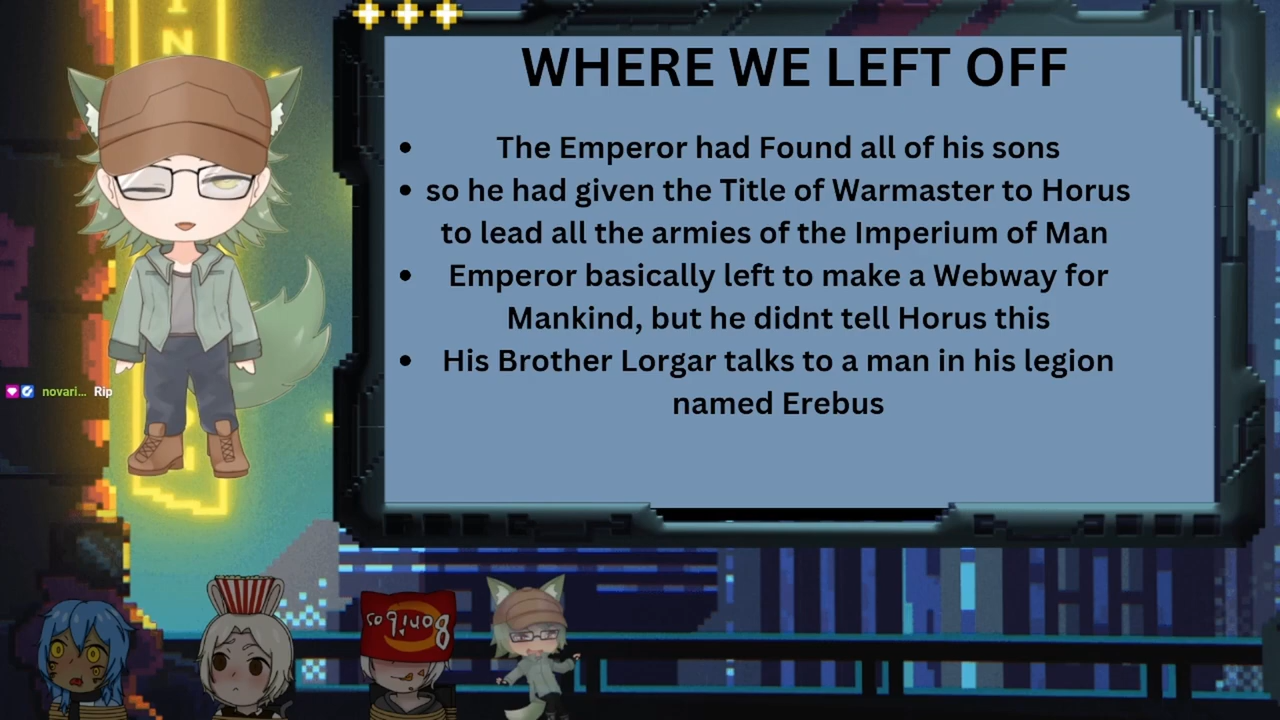 I
N
WHERE WE LEFT OFF
• The Emperor had Found all of his sons
• so he had given the Title of Warmaster to Horus
to lead all the armies of the Imperium of Man
• Emperor basically left to make a Webway for
Mankind, but he didnt tell Horus this
• His Brother Lorgar talks to a man in his legion
named Erebus
novari... Rip